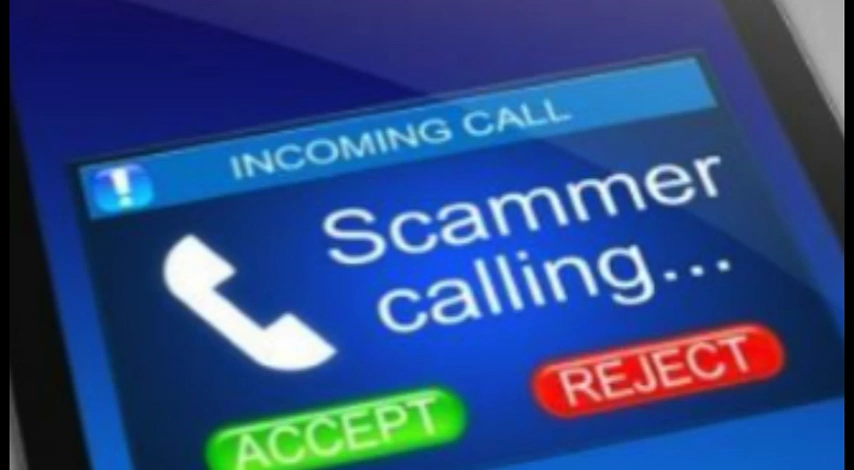 INCOMING CALL
Scammer
calling...
ACCEPT
REJECT